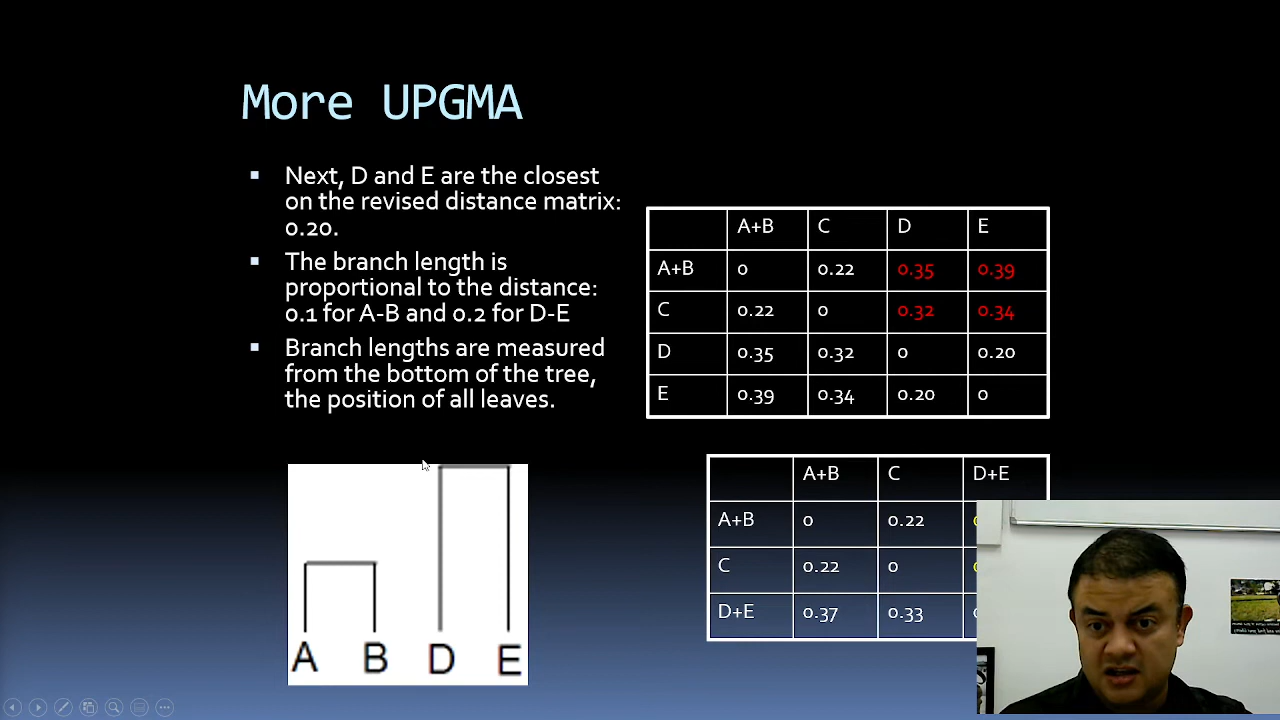 More UPGMA
Next, D and E are the closest
on the revised distance matrix:
0.20.
The branch length is
proportional to the distance:
0.1 for A-B and 0.2 for D-E
Branch lengths are measured
from the bottom of the tree,
the position of all leaves.
A+B C D E
A+B 0 0.22 0.35 0.39
C 0.22 0 0.32 0.34
D 0.35 0.32 0 0.20
E 0.39 0.34 0.20 0
A B D E
A+B C D+E
A+B 0 0.22
C 0.22 0
D+E 0.37 0.33